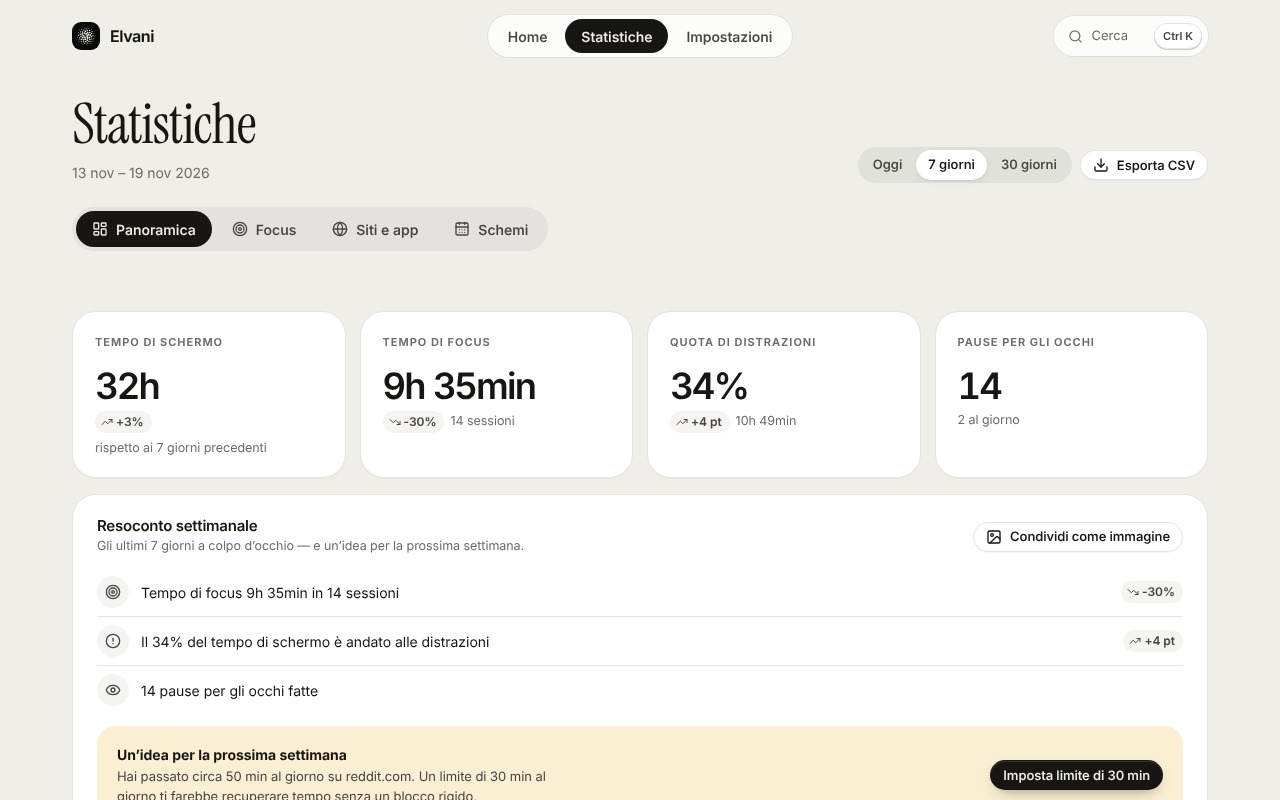 Elvani
Home
Statistiche
Impostazioni
Cerca
Ctrl K
Statistiche
13 nov – 19 nov 2026
Oggi
7 giorni
30 giorni
Esporta CSV
Panoramica
Focus
Siti e app
Schemi
TEMPO DI SCHERMO
32h
+3%
rispetto ai 7 giorni precedenti
TEMPO DI FOCUS
9h 35min
-30%
14 sessioni
QUOTA DI DISTRAZIONI
34%
+4 pt
10h 49min
PAUSE PER GLI OCCHI
14
2 al giorno
Resoconto settimanale
Gli ultimi 7 giorni a colpo d’occhio — e un’idea per la prossima settimana.
Condividi come immagine
Tempo di focus 9h 35min in 14 sessioni
-30%
Il 34% del tempo di schermo è andato alle distrazioni
+4 pt
14 pause per gli occhi fatte
Un’idea per la prossima settimana
Hai passato circa 50 min al giorno su reddit.com. Un limite di 30 min al
giorno ti farebbe recuperare tempo senza un blocco rigido.
Imposta limite di 30 min